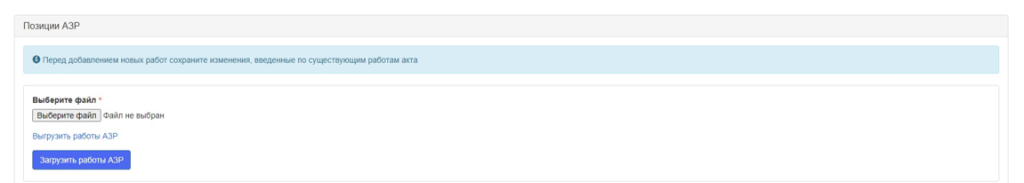 Позиции АЗР
Перед добавлением новых работ сохраните изменения, введенные по существующим работам акта
Выберите файл *
Выберите файл Файл не выбран
Выгрузить работы АЗР
Загрузить работы АЗР